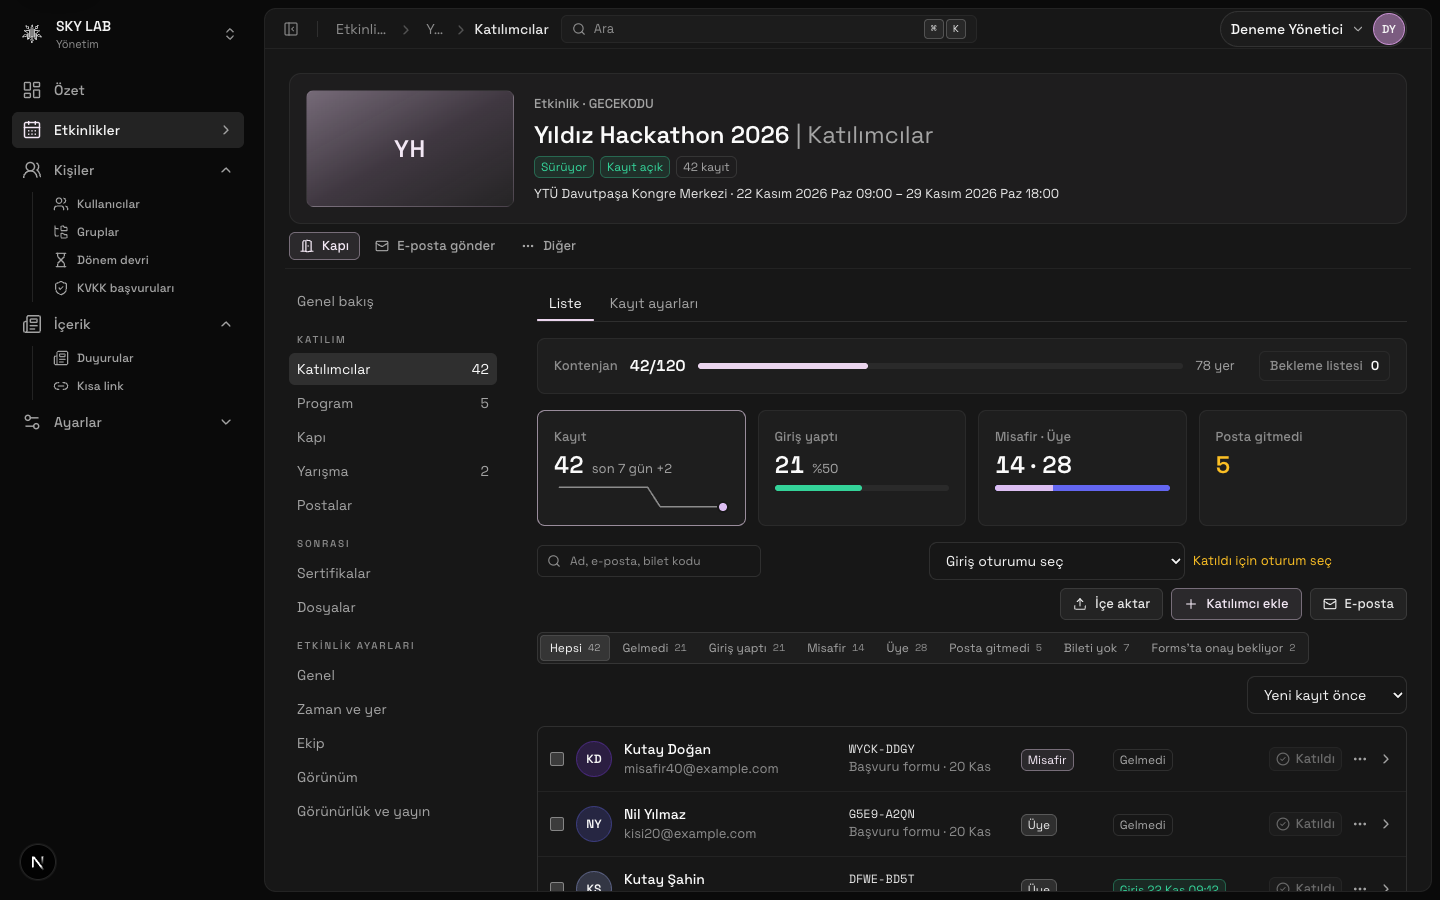 SKY LAB
Yönetim
Özet
Etkinlikler
Kişiler
Kullanıcılar
Gruplar
Dönem devri
KVKK başvuruları
İçerik
Duyurular
Kısa link
Ayarlar
N
Etkinli... Y... Katılımcılar
Ara ⌘ K
Deneme Yönetici DY
YH
Etkinlik · GECEKODU
Yıldız Hackathon 2026 | Katılımcılar
Sürüyor Kayıt açık 42 kayıt
YTÜ Davutpaşa Kongre Merkezi · 22 Kasım 2026 Paz 09:00 – 29 Kasım 2026 Paz 18:00
Kapı E-posta gönder Diğer
Genel bakış
KATILIM
Katılımcılar 42
Program 5
Kapı
Yarışma 2
Postalar
SONRASI
Sertifikalar
Dosyalar
ETKİNLİK AYARLARI
Genel
Zaman ve yer
Ekip
Görünüm
Görünürlük ve yayın
Liste Kayıt ayarları
Kontenjan 42/120 78 yer Bekleme listesi 0
Kayıt
42 son 7 gün +2
Giriş yaptı
21 %50
Misafir · Üye
14 · 28
Posta gitmedi
5
Ad, e-posta, bilet kodu
Giriş oturumu seç Katıldı için oturum seç
İçe aktar Katılımcı ekle E-posta
Hepsi 42 Gelmedi 21 Giriş yaptı 21 Misafir 14 Üye 28 Posta gitmedi 5 Bileti yok 7 Forms'ta onay bekliyor 2
Yeni kayıt önce
KD Kutay Doğan
misafir40@example.com
WYCK-DDGY
Başvuru formu · 20 Kas
Misafir Gelmedi Katıldı
NY Nil Yılmaz
kisi20@example.com
G5E9-A2QN
Başvuru formu · 20 Kas
Üye Gelmedi Katıldı
KŞ Kutay Şahin
DFWE-BD5T
Üye Giriş 22 Kas 09:12 Katıldı